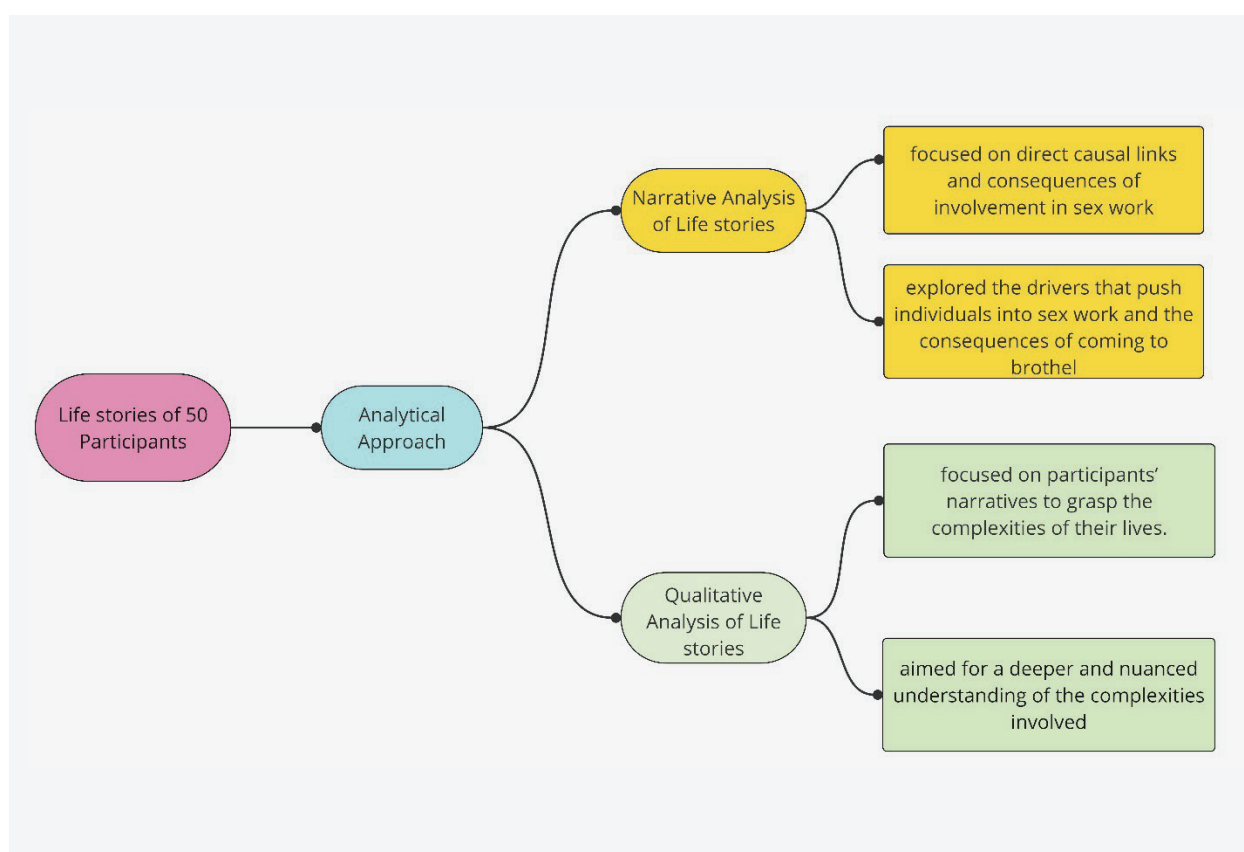 Life stories of 50
Participants
Analytical
Approach
Narrative Analysis
of Life stories
focused on direct causal links
and consequences of
involvement in sex work
explored the drivers that push
individuals into sex work and the
consequences of coming to
brothel
Qualitative
Analysis of Life
stories
focused on participants’
narratives to grasp the
complexities of their lives.
aimed for a deeper and nuanced
understanding of the complexities
involved